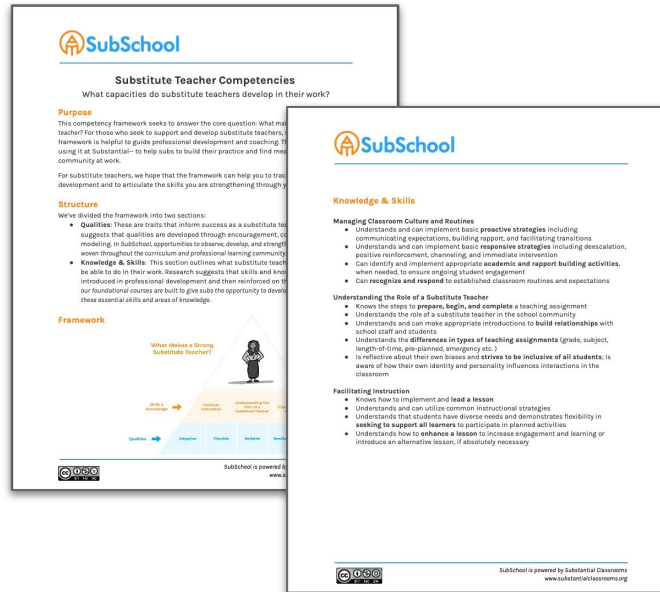 SubSchool
Substitute Teacher Competencies
What capacities do substitute teachers develop in their work?
Purpose
This competency framework seeks to answer the core question: What
teacher? For those who seek to support and develop substitute teachers,
framework is helpful to guide professional development and coaching.
using it at Substantial-- to help subs to build their practice and find
community at work.
For substitute teachers, we hope that the framework can help you to
development and to articulate the skills you are strengthening through
Structure
We've divided the framework into two sections:
● Qualities: These are traits that inform success as a substitute
suggests that qualities are developed through encouragement,
modeling. In SubSchool, opportunities to observe, develop, and
woven throughout the curriculum and professional learning
● Knowledge & Skills: This section outlines what substitute
be able to do in their work. Research suggests that skills and
introduced in professional development and then reinforced on
our foundational courses are built to give subs the opportunity to
these essential skills and areas of knowledge.
Framework
What Makes a Strong
Substitute Teacher?
Skills &
Knowledge
Facilitate
Instruction
Understanding the
Role of a
Substitute Teacher
Qualities
Adaptive
Flexible
Reliable
SubSchool is powered
BY NC ND
SubSchool
Knowledge & Skills
Managing Classroom Culture and Routines
● Understands and can implement basic proactive strategies including
communicating expectations, building rapport, and facilitating transitions
● Understands and can implement basic responsive strategies including deescalation,
positive reinforcement, channeling, and immediate intervention
● Can identify and implement appropriate academic and rapport building activities,
when needed, to ensure ongoing student engagement
● Can recognize and respond to established classroom routines and expectations
Understanding the Role of a Substitute Teacher
● Knows the steps to prepare, begin, and complete a teaching assignment
● Understands the role of a substitute teacher in the school community
● Understands and can make appropriate introductions to build relationships with
school staff and students
● Understands the differences in types of teaching assignments (grade, subject,
length-of-time, pre-planned, emergency etc. )
● Is reflective about their own biases and strives to be inclusive of all students; Is
aware of how their own identity and personality influences interactions in the
classroom
Facilitating Instruction
● Knows how to implement and lead a lesson
● Understands and can utilize common instructional strategies
● Understands that students have diverse needs and demonstrates flexibility in
seeking to support all learners to participate in planned activities
● Understands how to enhance a lesson to increase engagement and learning or
introduce an alternative lesson, if absolutely necessary
SubSchool is powered by Substantial Classrooms
www.substantialclassrooms.org
BY NC ND